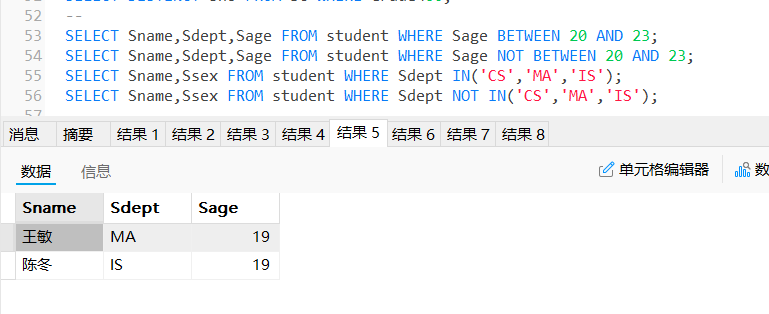 52 --
53 SELECT Sname,Sdept,Sage FROM student WHERE Sage BETWEEN 20 AND 23;
54 SELECT Sname,Sdept,Sage FROM student WHERE Sage NOT BETWEEN 20 AND 23;
55 SELECT Sname,Ssex FROM student WHERE Sdept IN('CS','MA','IS');
56 SELECT Sname,Ssex FROM student WHERE Sdept NOT IN('CS','MA','IS');
消息 摘要 结果 1 结果 2 结果 3 结果 4 结果 5 结果 6 结果 7 结果 8
数据 信息 单元格编辑器 数
Sname Sdept Sage
王敏 MA 19
陈冬 IS 19